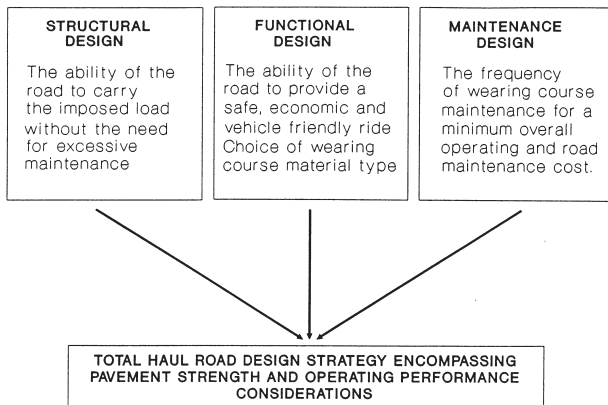 STRUCTURAL
DESIGN
The ability of the
road to carry
the imposed load
without the need
for excessive
maintenance
FUNCTIONAL
DESIGN
The ability of the
road to provide a
safe, economic and
vehicle friendly ride
Choice of wearing
course material type
MAINTENANCE
DESIGN
The frequency
of wearing course
maintenance for a
minimum overall
operating and road
maintenance cost.
TOTAL HAUL ROAD DESIGN STRATEGY ENCOMPASSING
PAVEMENT STRENGTH AND OPERATING PERFORMANCE
CONSIDERATIONS